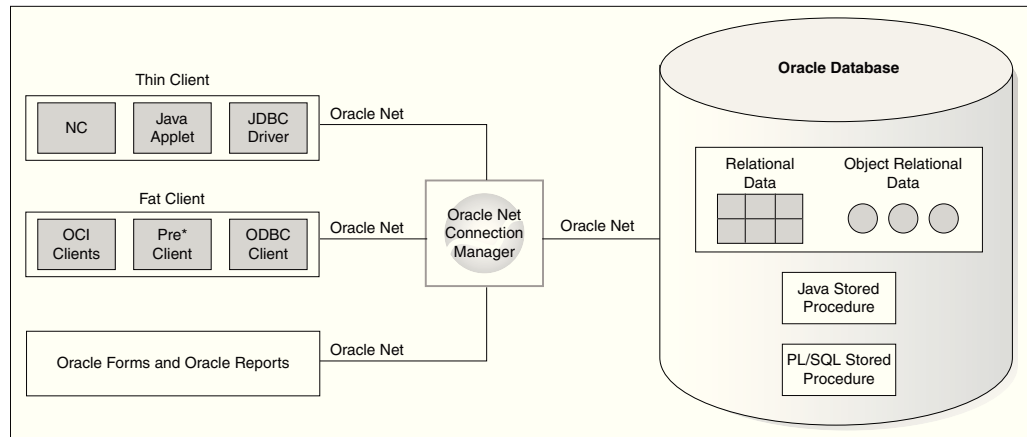 Thin Client
NC
Java
Applet
JDBC
Driver
Oracle Net
Fat Client
OCI
Clients
Pre*
Client
ODBC
Client
Oracle Net
Oracle Forms and Oracle Reports
Oracle Net
Oracle Net
Connection
Manager
Oracle Net
Oracle Database
Relational
Data
Object Relational
Data
Java Stored
Procedure
PL/SQL Stored
Procedure